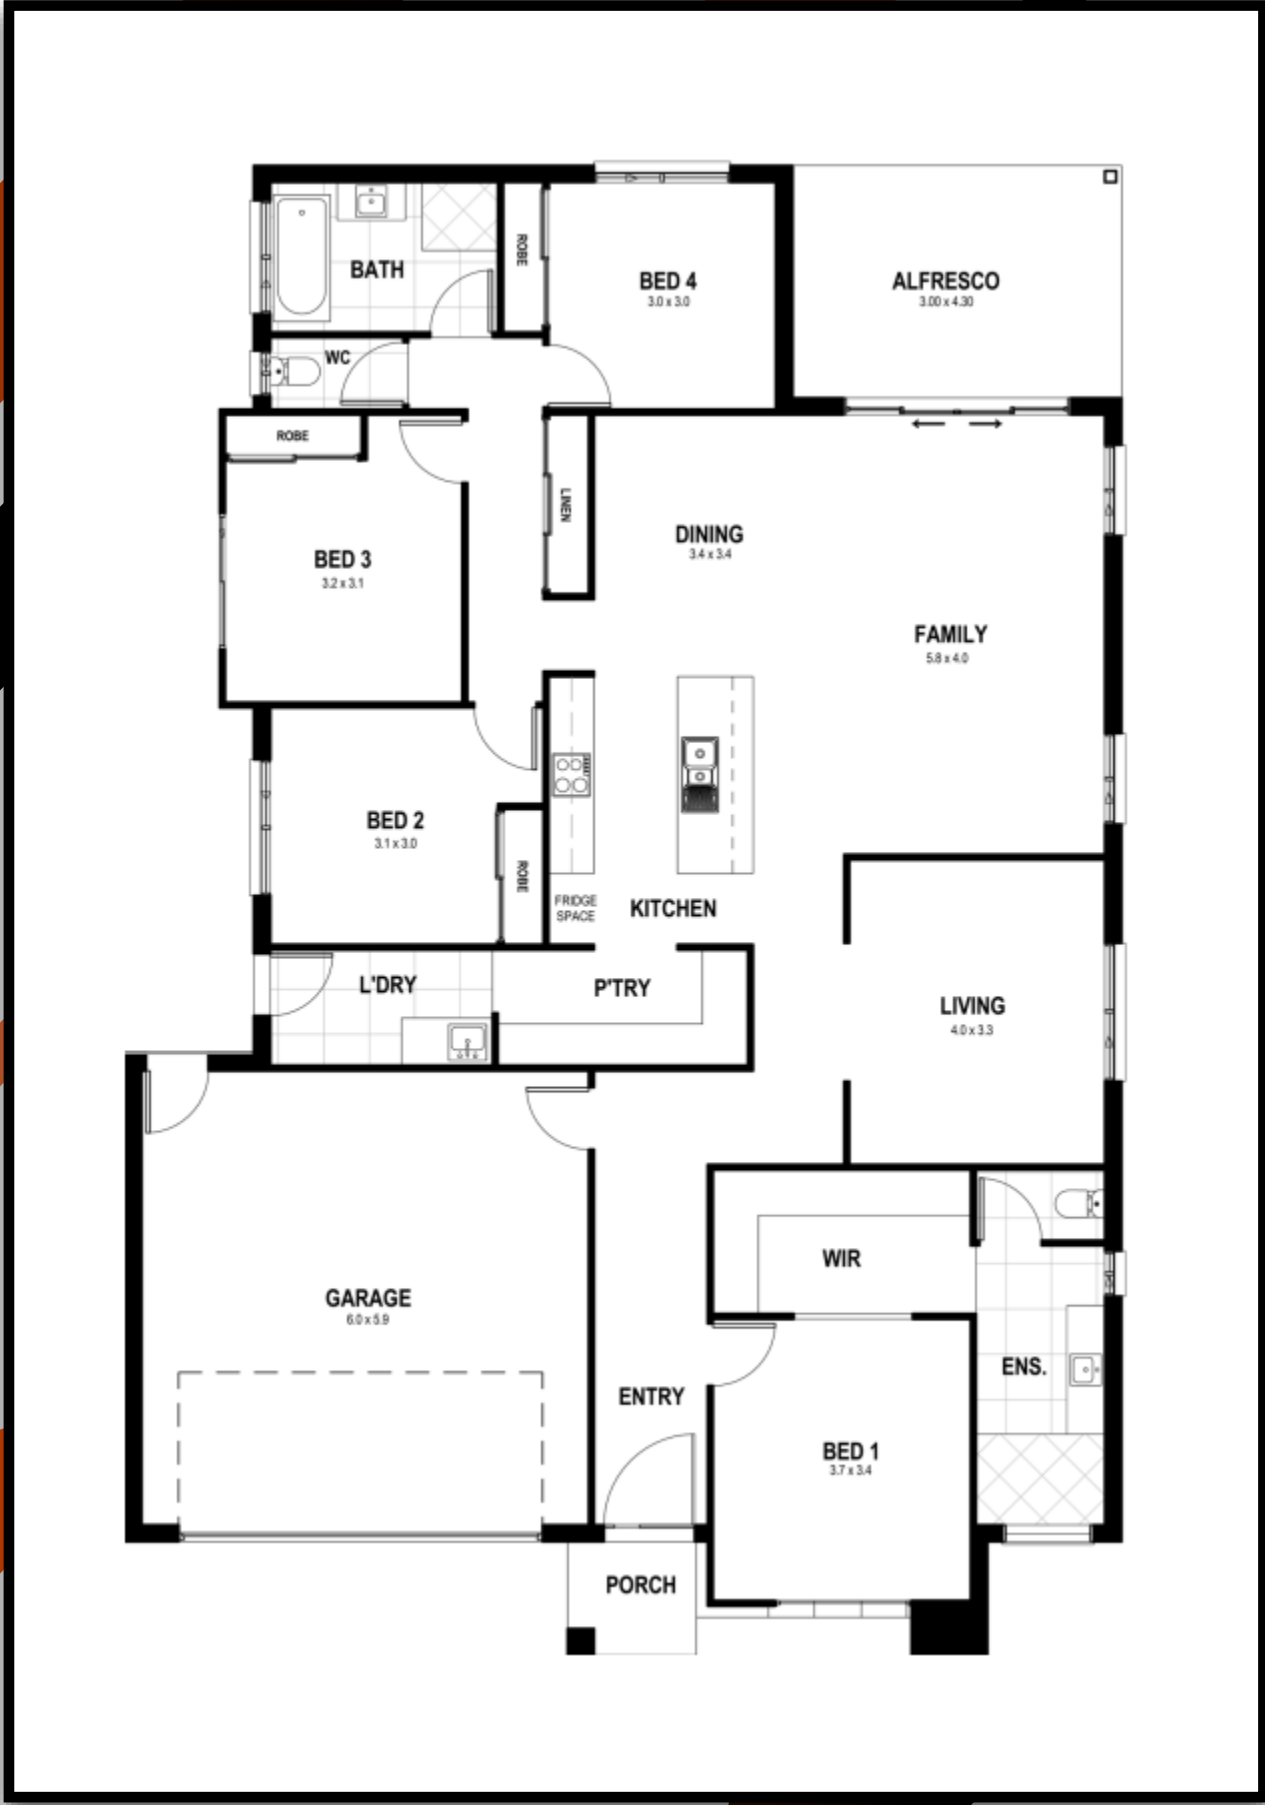 BATH
ROBE
BED 4
3.0 x 3.0
ALFRESCO
3.00 x 4.30
WC
ROBE
LINEN
BED 3
3.2 x 3.1
DINING
3.4 x 3.4
FAMILY
5.8 x 4.0
BED 2
3.1 x 3.0
ROBE
FRIDGE
SPACE
KITCHEN
L'DRY
P'TRY
LIVING
4.0 x 3.3
WIR
GARAGE
6.0 x 5.9
ENS.
ENTRY
BED 1
3.7 x 3.4
PORCH